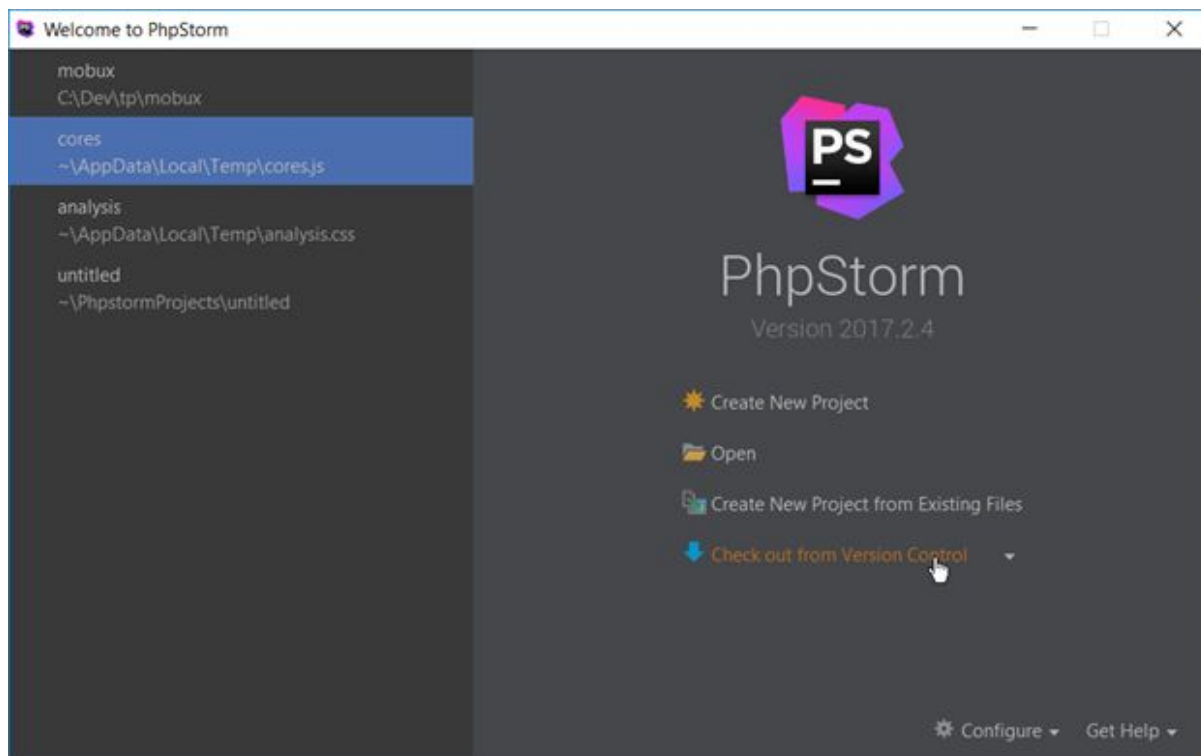 Welcome to PhpStorm
mobux
C:\Dev\tp\mobux
cores
~\AppData\Local\Temp\cores.js
analysis
~\AppData\Local\Temp\analysis.css
untitled
~\PhpstormProjects\untitled
PS
PhpStorm
Version 2017.2.4
Create New Project
Open
Create New Project from Existing Files
Check out from Version Control
Configure
Get Help